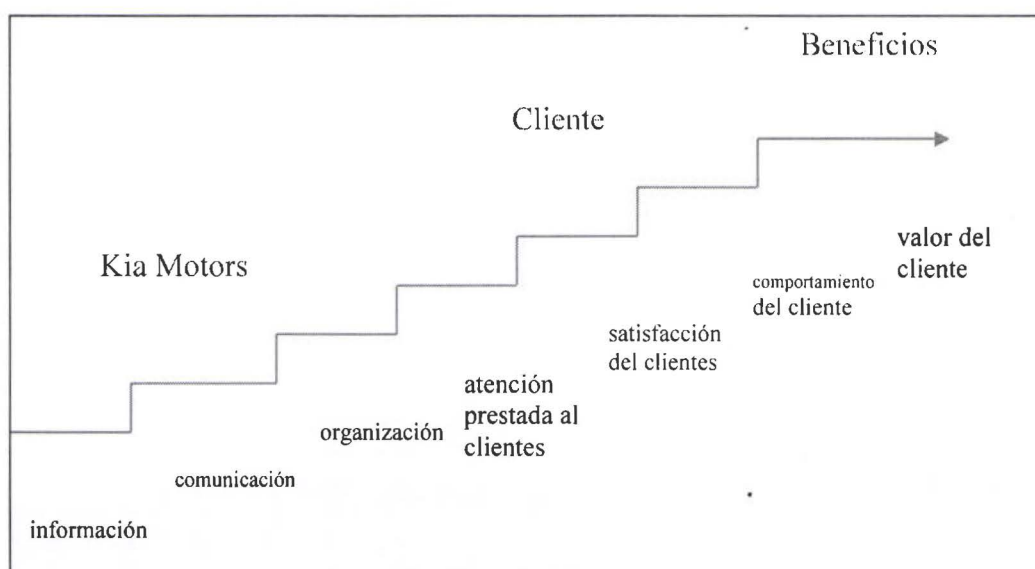 Beneficios
Cliente
Kia Motors
valor del
cliente
comportamiento
del cliente
satisfacción
del clientes
atención
prestada al
clientes
organización
comunicación
información